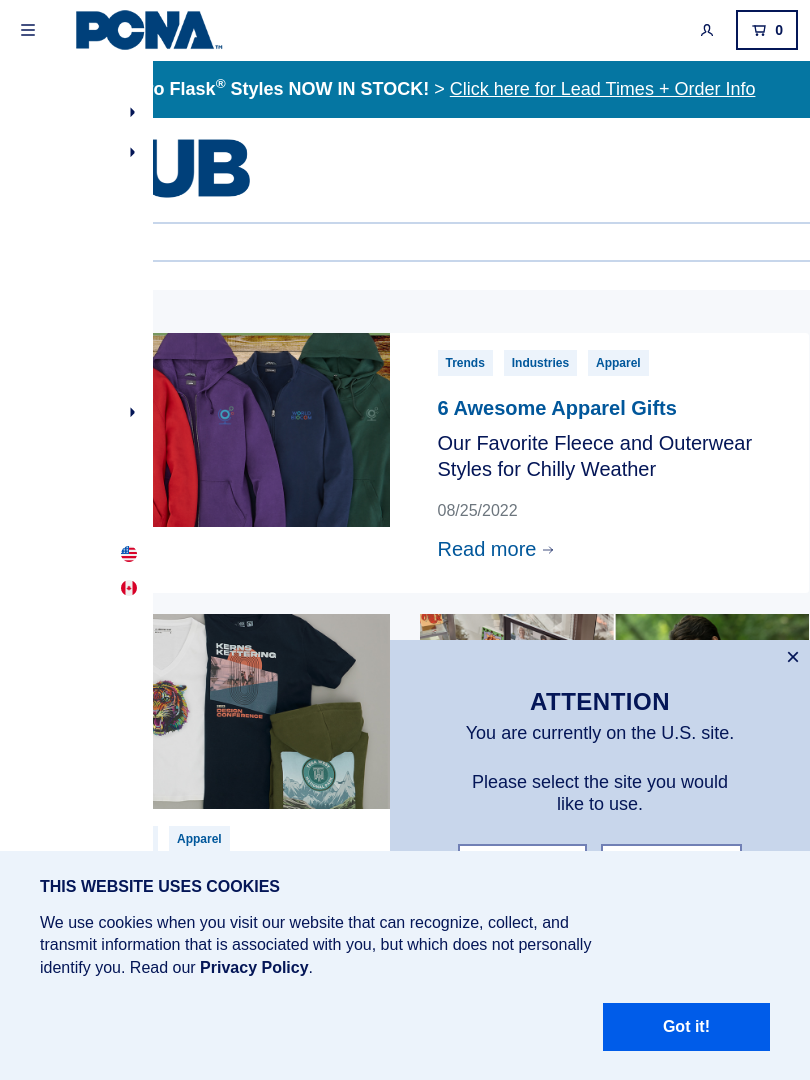 PCNA™
0
o Flask® Styles NOW IN STOCK! > Click here for Lead Times + Order Info
UB
Trends Industries Apparel
6 Awesome Apparel Gifts
Our Favorite Fleece and Outerwear
Styles for Chilly Weather
08/25/2022
Read more
KERNS
KETTERING
DESIGN
CONFERENCE
ATTENTION
You are currently on the U.S. site.
Please select the site you would
like to use.
Apparel
THIS WEBSITE USES COOKIES
We use cookies when you visit our website that can recognize, collect, and
transmit information that is associated with you, but which does not personally
identify you. Read our Privacy Policy.
Got it!